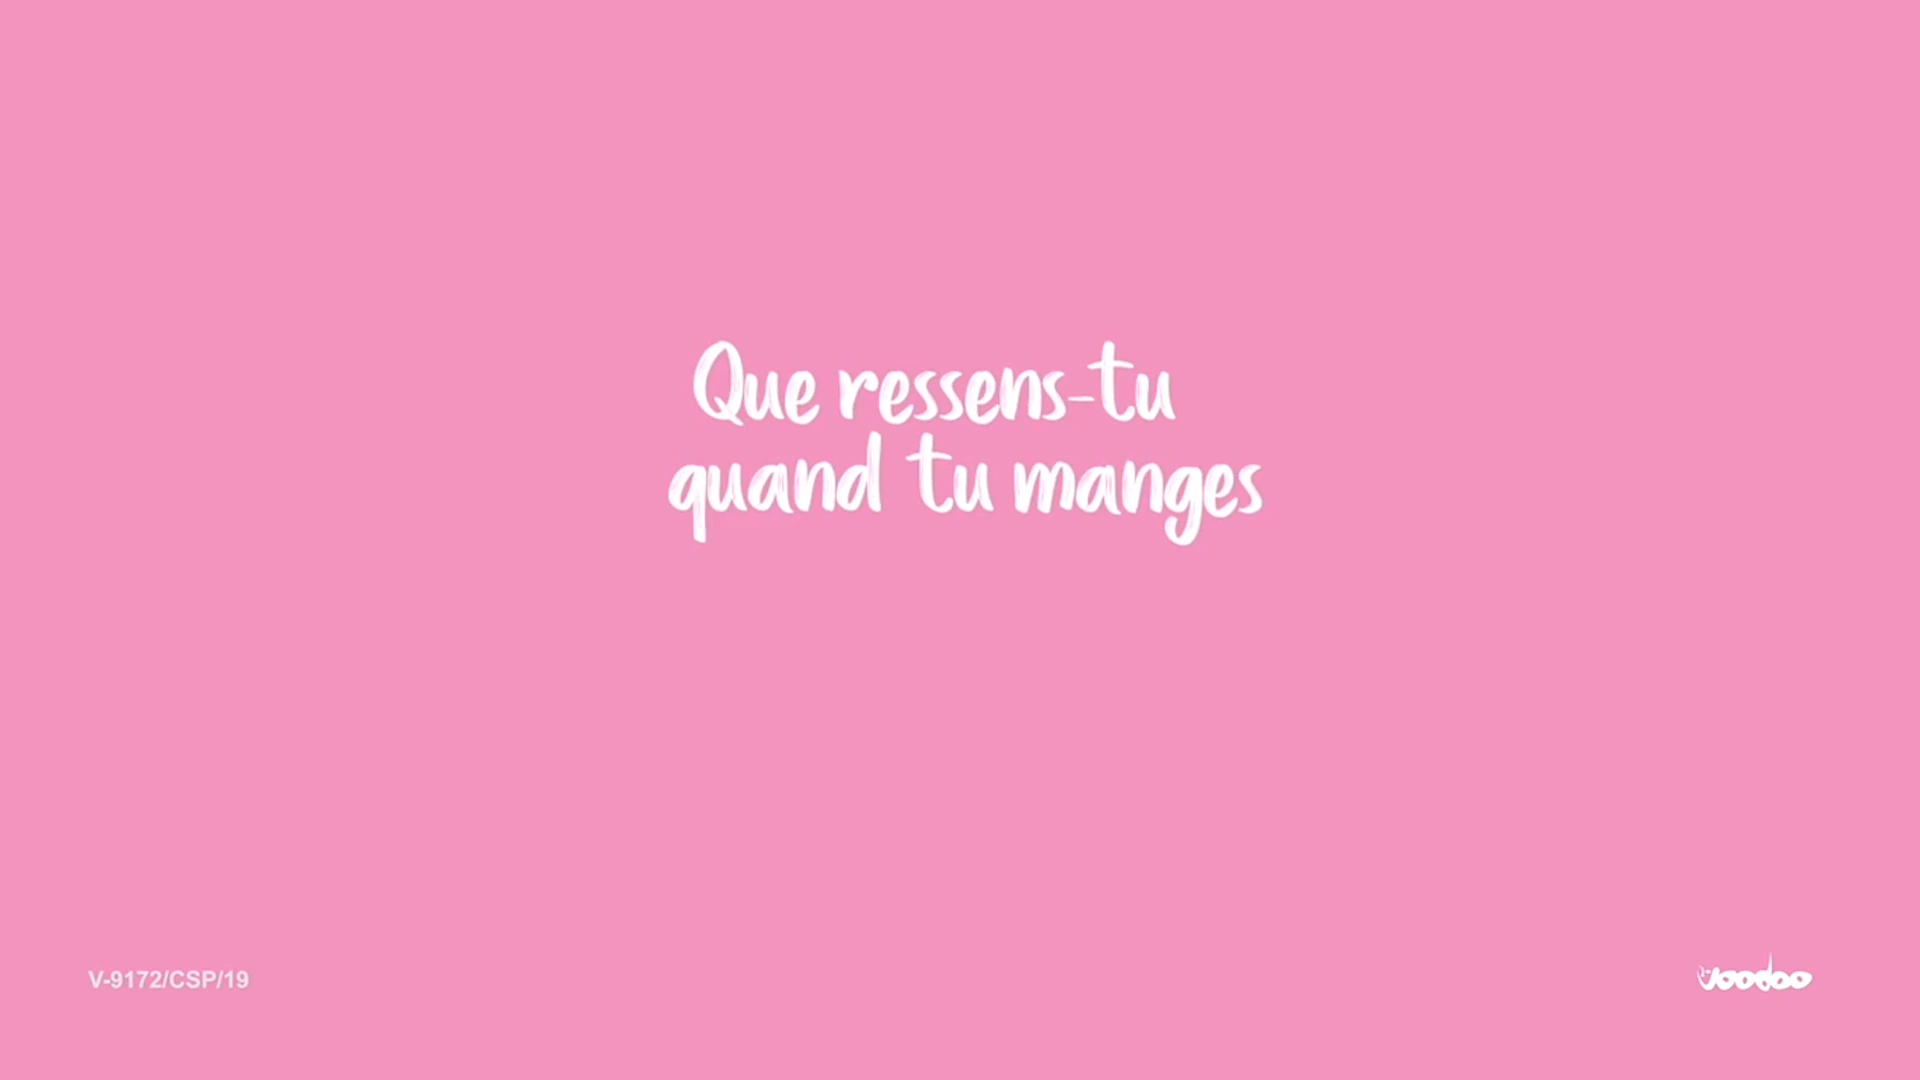 Que ressens-tu
quand tu manges
V-9172/CSP/19
voodoo